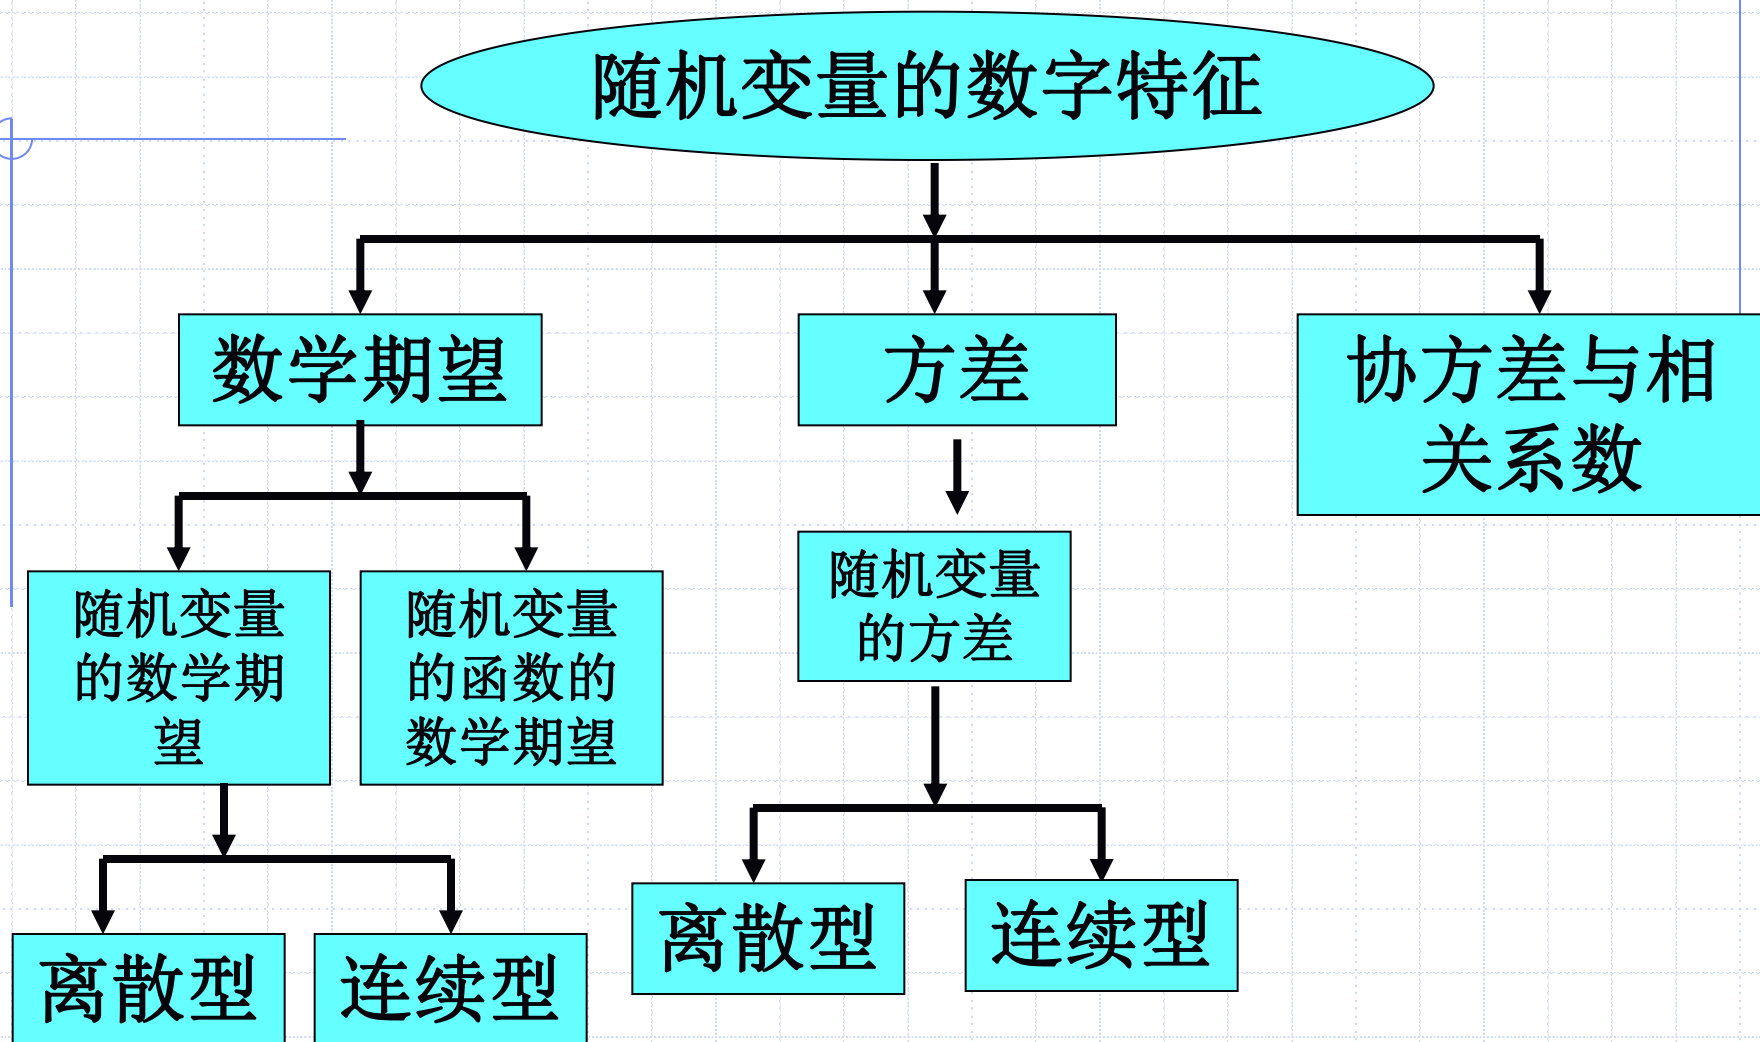 随机变量的数字特征
数学期望
方差
协方差与相
关系数
随机变量
的数学期
望
随机变量
的函数的
数学期望
随机变量
的方差
离散型
连续型
离散型
连续型